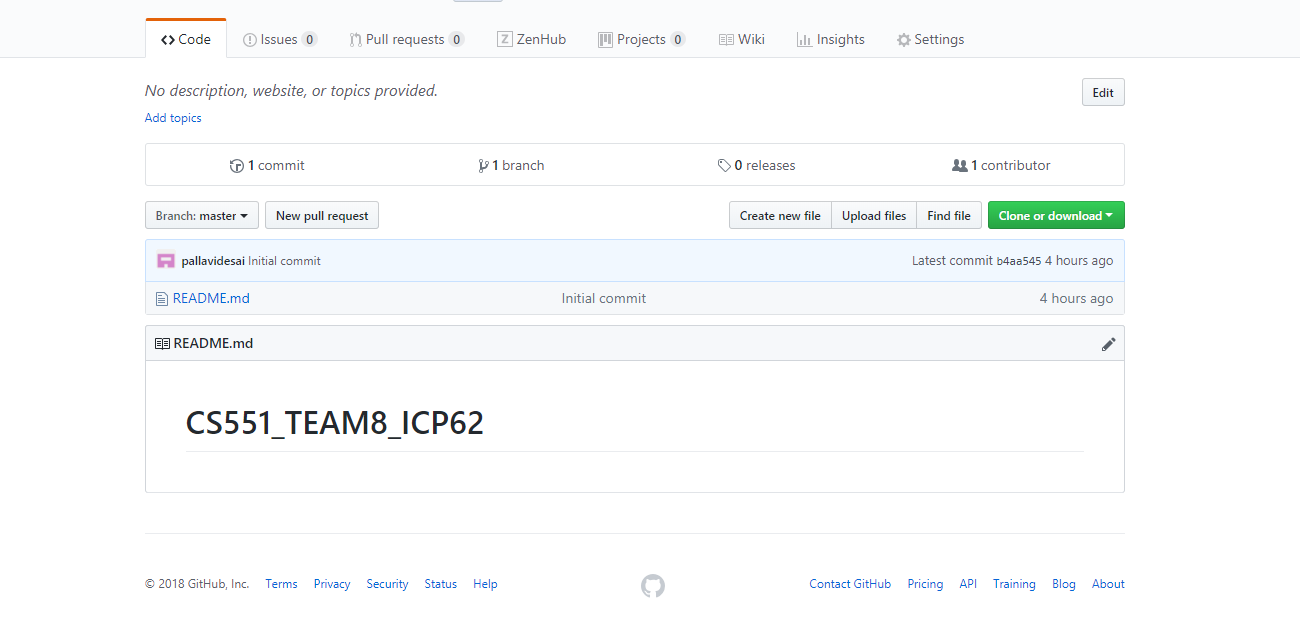 Code Issues 0 Pull requests 0 Z ZenHub Projects 0 Wiki Insights Settings
No description, website, or topics provided. Edit
Add topics
1 commit 1 branch 0 releases 1 contributor
Branch: master New pull request Create new file Upload files Find file Clone or download
pallavidesai Initial commit Latest commit b4aa545 4 hours ago
README.md Initial commit 4 hours ago
README.md
CS551_TEAM8_ICP62
© 2018 GitHub, Inc. Terms Privacy Security Status Help Contact GitHub Pricing API Training Blog About